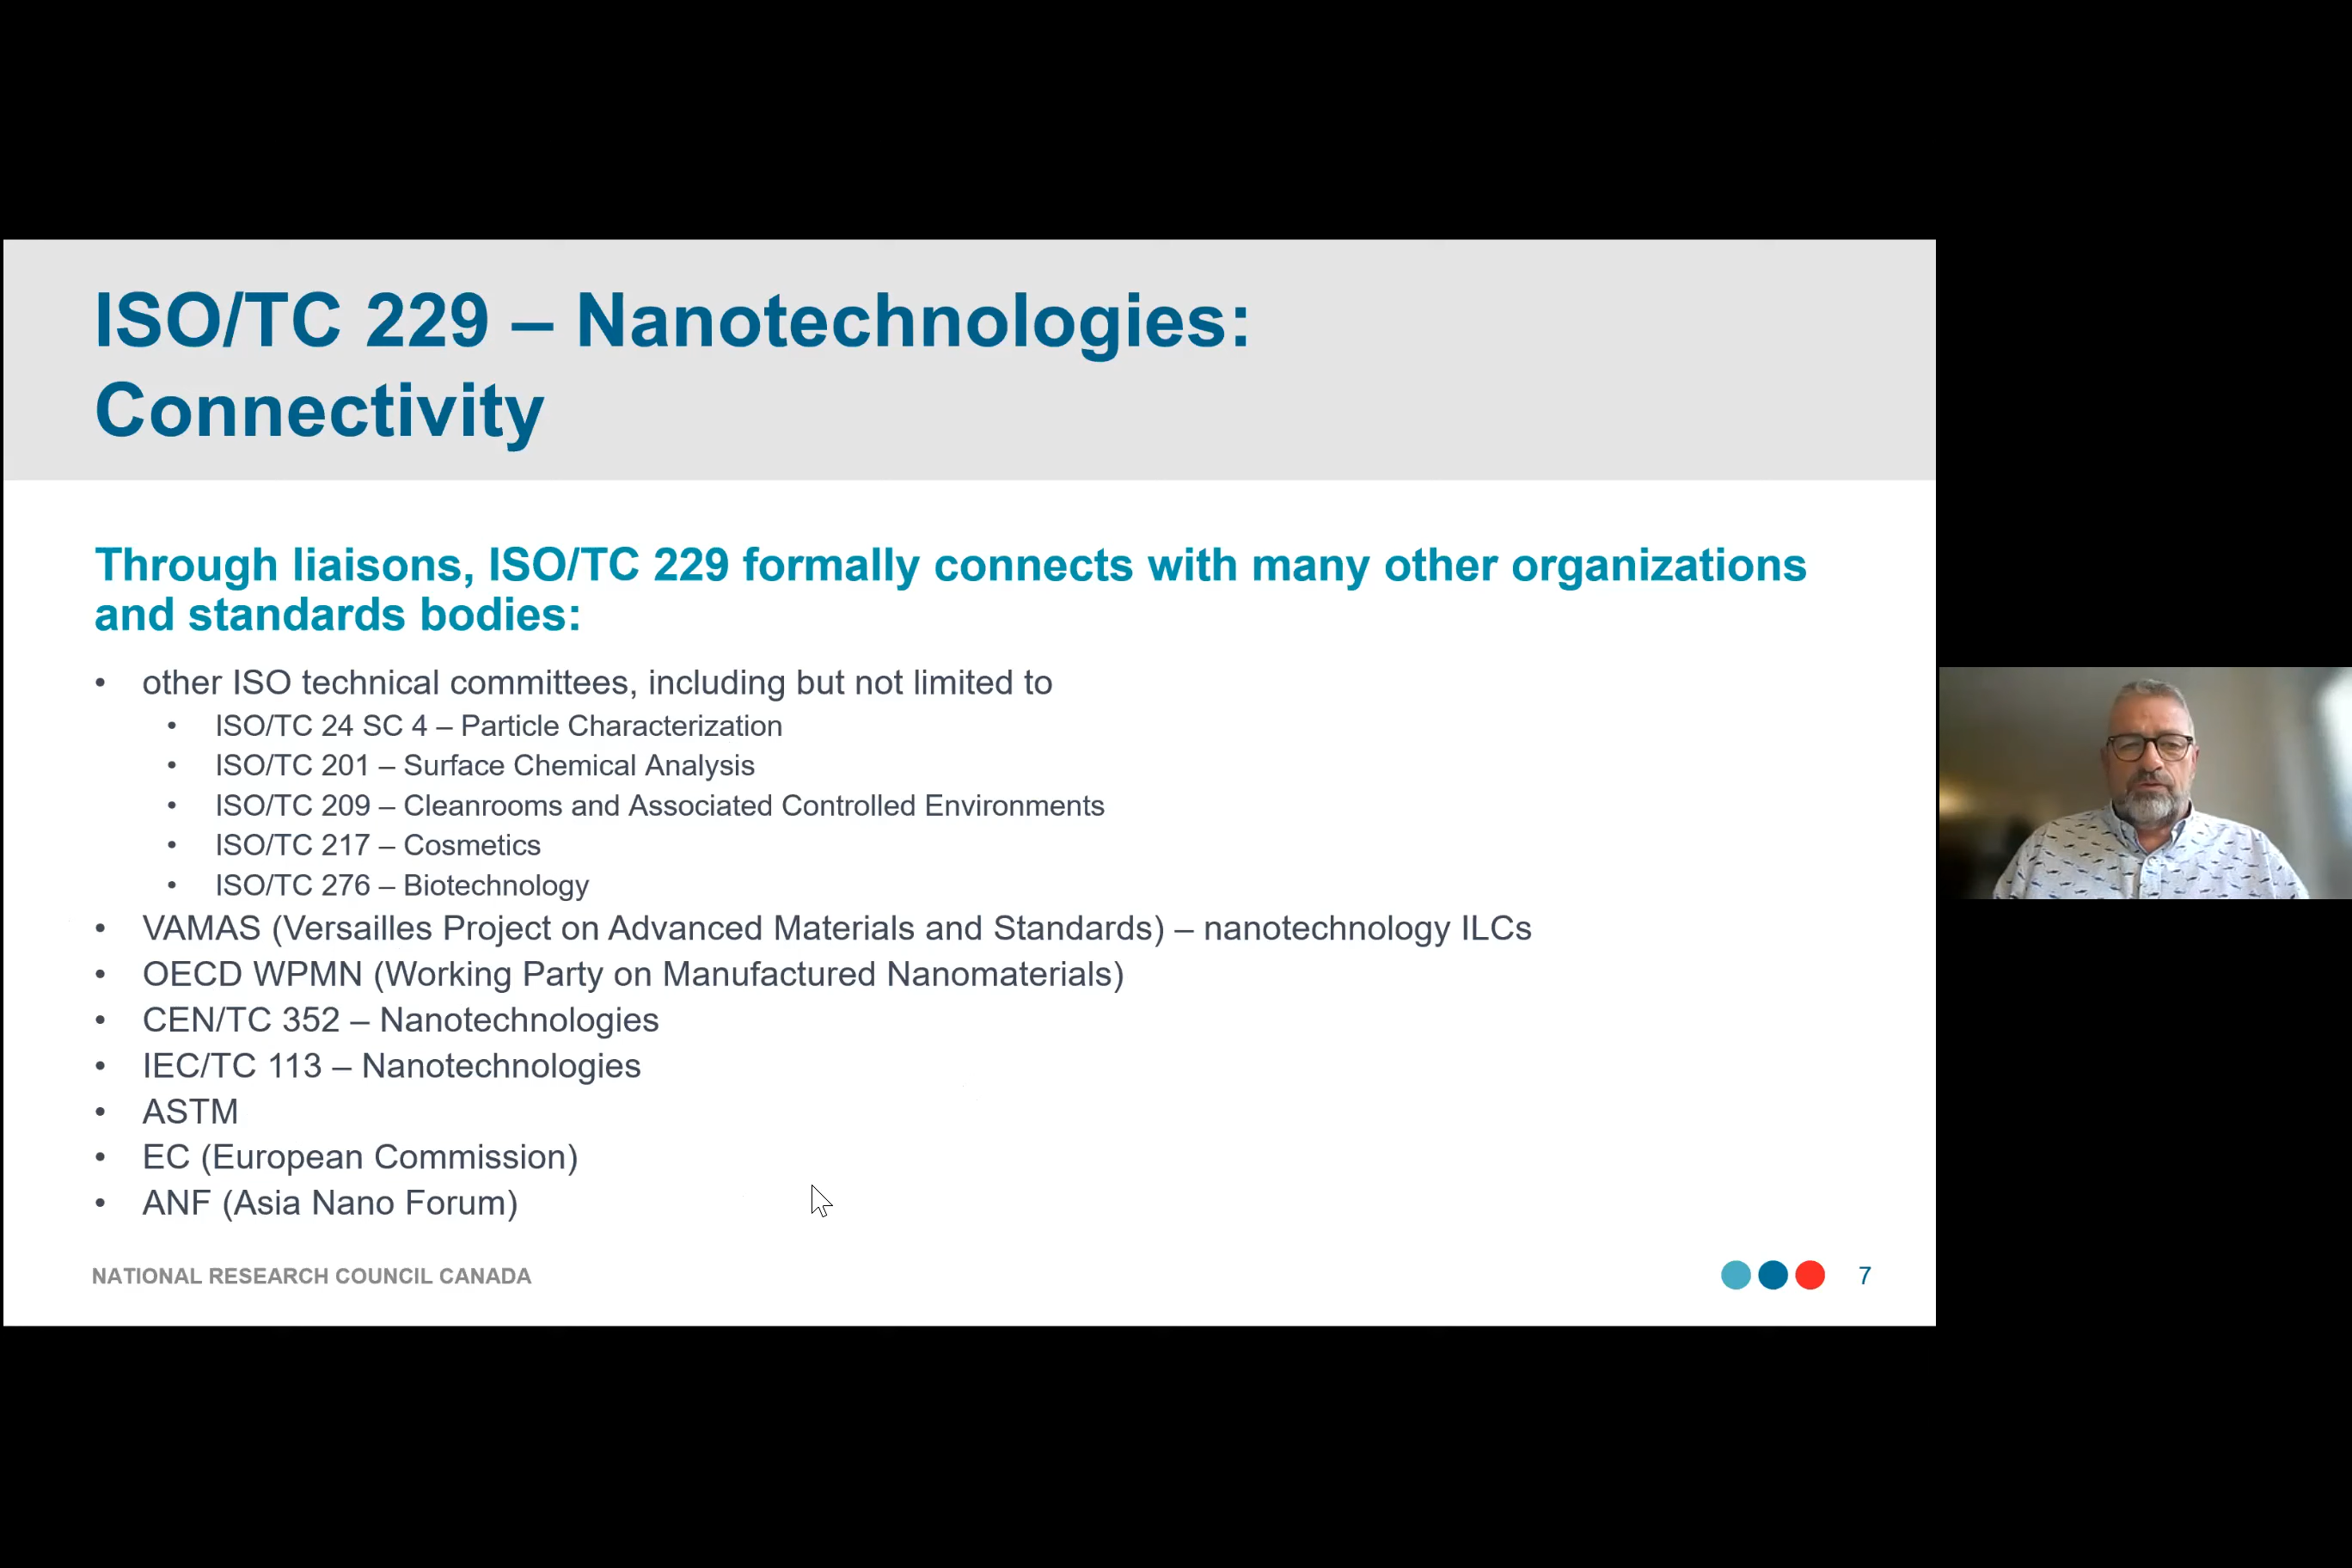 ISO/TC 229 – Nanotechnologies:
Connectivity
Through liaisons, ISO/TC 229 formally connects with many other organizations
and standards bodies:
• other ISO technical committees, including but not limited to
• ISO/TC 24 SC 4 – Particle Characterization
• ISO/TC 201 – Surface Chemical Analysis
• ISO/TC 209 – Cleanrooms and Associated Controlled Environments
• ISO/TC 217 – Cosmetics
• ISO/TC 276 – Biotechnology
• VAMAS (Versailles Project on Advanced Materials and Standards) – nanotechnology ILCs
• OECD WPMN (Working Party on Manufactured Nanomaterials)
• CEN/TC 352 – Nanotechnologies
• IEC/TC 113 – Nanotechnologies
• ASTM
• EC (European Commission)
• ANF (Asia Nano Forum)
NATIONAL RESEARCH COUNCIL CANADA
7